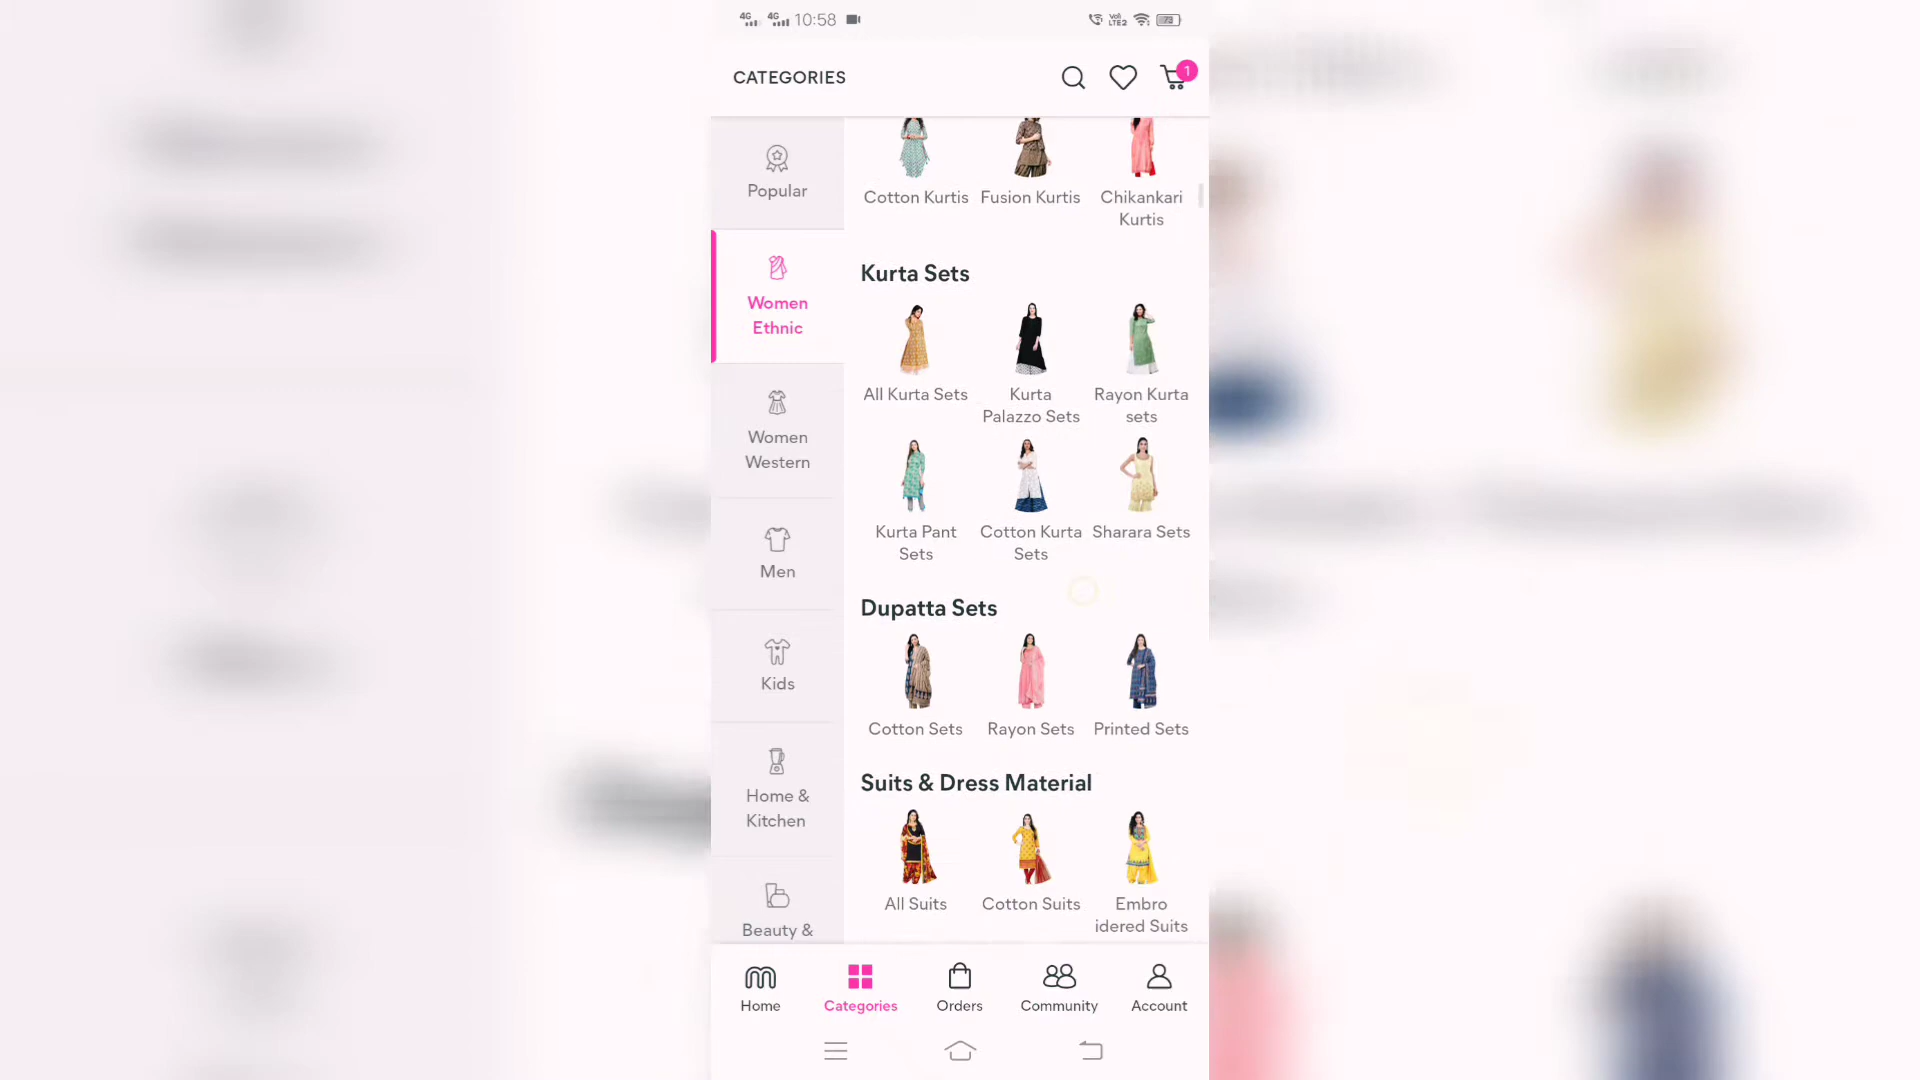 4G 4G 10:58 Vol LTE2 73
CATEGORIES
1
Popular
Women
Ethnic
Women
Western
Men
Kids
Home &
Kitchen
Beauty &
Cotton Kurtis
Fusion Kurtis
Chikankari
Kurtis
Kurta Sets
All Kurta Sets
Kurta
Palazzo Sets
Rayon Kurta
sets
Kurta Pant
Sets
Cotton Kurta
Sets
Sharara Sets
Dupatta Sets
Cotton Sets
Rayon Sets
Printed Sets
Suits & Dress Material
All Suits
Cotton Suits
Embro
idered Suits
Home
Categories
Orders
Community
Account